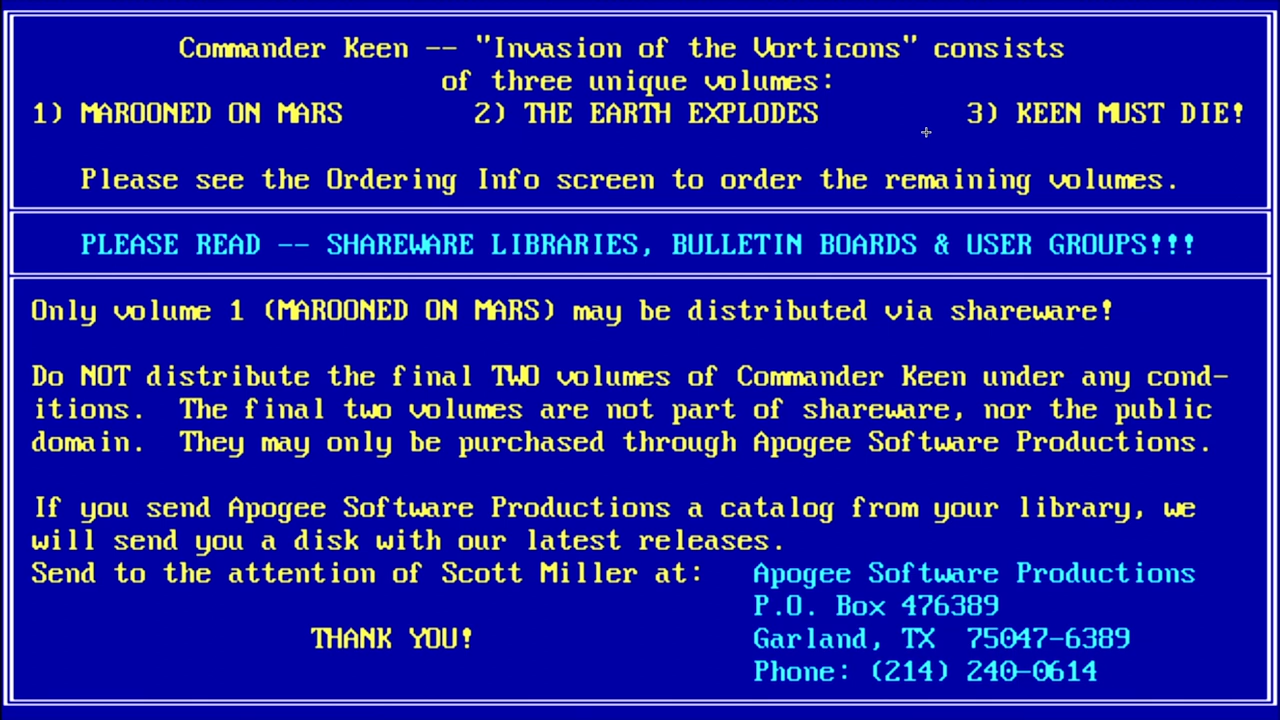 Commander Keen -- "Invasion of the Vorticons" consists
of three unique volumes:
1) MAROONED ON MARS 2) THE EARTH EXPLODES 3) KEEN MUST DIE!
Please see the Ordering Info screen to order the remaining volumes.
PLEASE READ -- SHAREWARE LIBRARIES, BULLETIN BOARDS & USER GROUPS!!!
Only volume 1 (MAROONED ON MARS) may be distributed via shareware!
Do NOT distribute the final TWO volumes of Commander Keen under any cond-
itions. The final two volumes are not part of shareware, nor the public
domain. They may only be purchased through Apogee Software Productions.
If you send Apogee Software Productions a catalog from your library, we
will send you a disk with our latest releases.
Send to the attention of Scott Miller at: Apogee Software Productions
P.O. Box 476389
THANK YOU! Garland, TX 75047-6389
Phone: (214) 240-0614